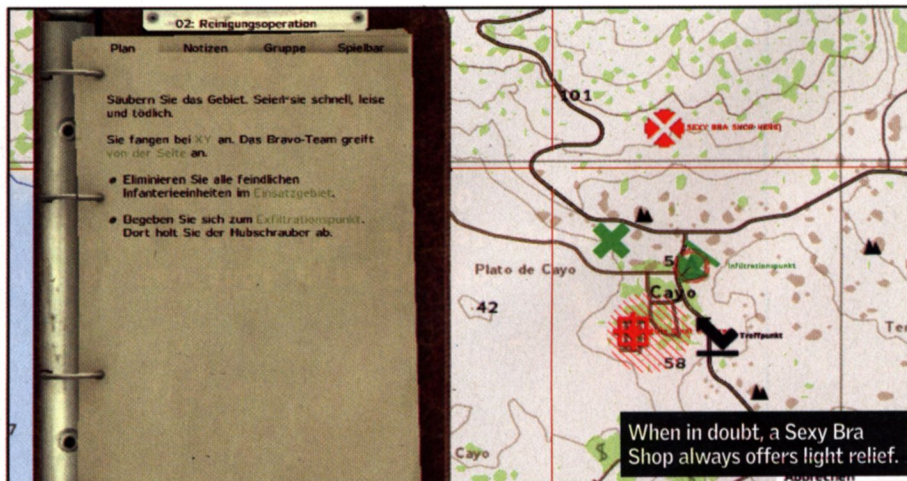 02: Reinigungsoperation
Plan Notizen Gruppe Spielbar
Säubern Sie das Gebiet. Seien sie schnell, leise
und tödlich.
Sie fangen bei XY an. Das Bravo-Team greift
von der Seite an.
Eliminieren Sie alle feindlichen
Infanterieeinheiten im Einsatzgebiet.
Begeben Sie sich zum Exfiltrationspunkt.
Dort holt Sie der Hubschrauber ab.
101
SEXY BRA SHOP HERE)
Plato de Cayo
5
Infiltrationspunkt
Cayo
42
Treffpunkt
58
7
Cayo
When in doubt, a Sexy Bra
Shop always offers light relief.
Abbrechen